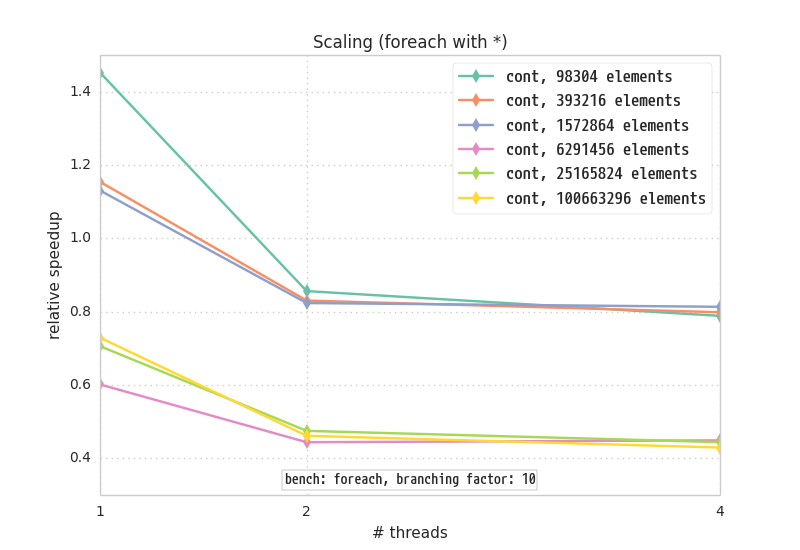 Scaling (foreach with *)
cont, 98304 elements
cont, 393216 elements
cont, 1572864 elements
cont, 6291456 elements
cont, 25165824 elements
cont, 100663296 elements
relative speedup
1.4
1.2
1.0
0.8
0.6
0.4
bench: foreach, branching factor: 10
1 2 4
# threads